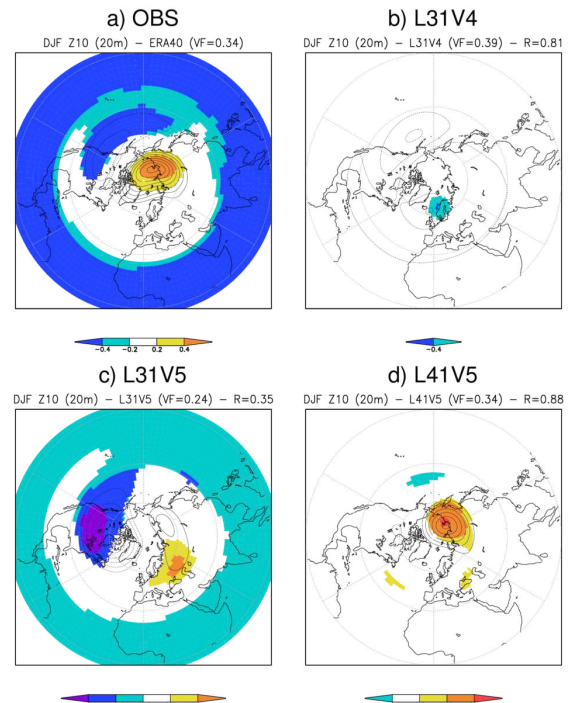 a) OBS
DJF Z10 (20m) - ERA40 (VF=0.34)
b) L31V4
DJF Z10 (20m) - L31V4 (VF=0.39) - R=0.81
-0.4 -0.2 0.2 0.4
-0.4
c) L31V5
DJF Z10 (20m) - L31V5 (VF=0.24) - R=0.35
d) L41V5
DJF Z10 (20m) - L41V5 (VF=0.34) - R=0.88